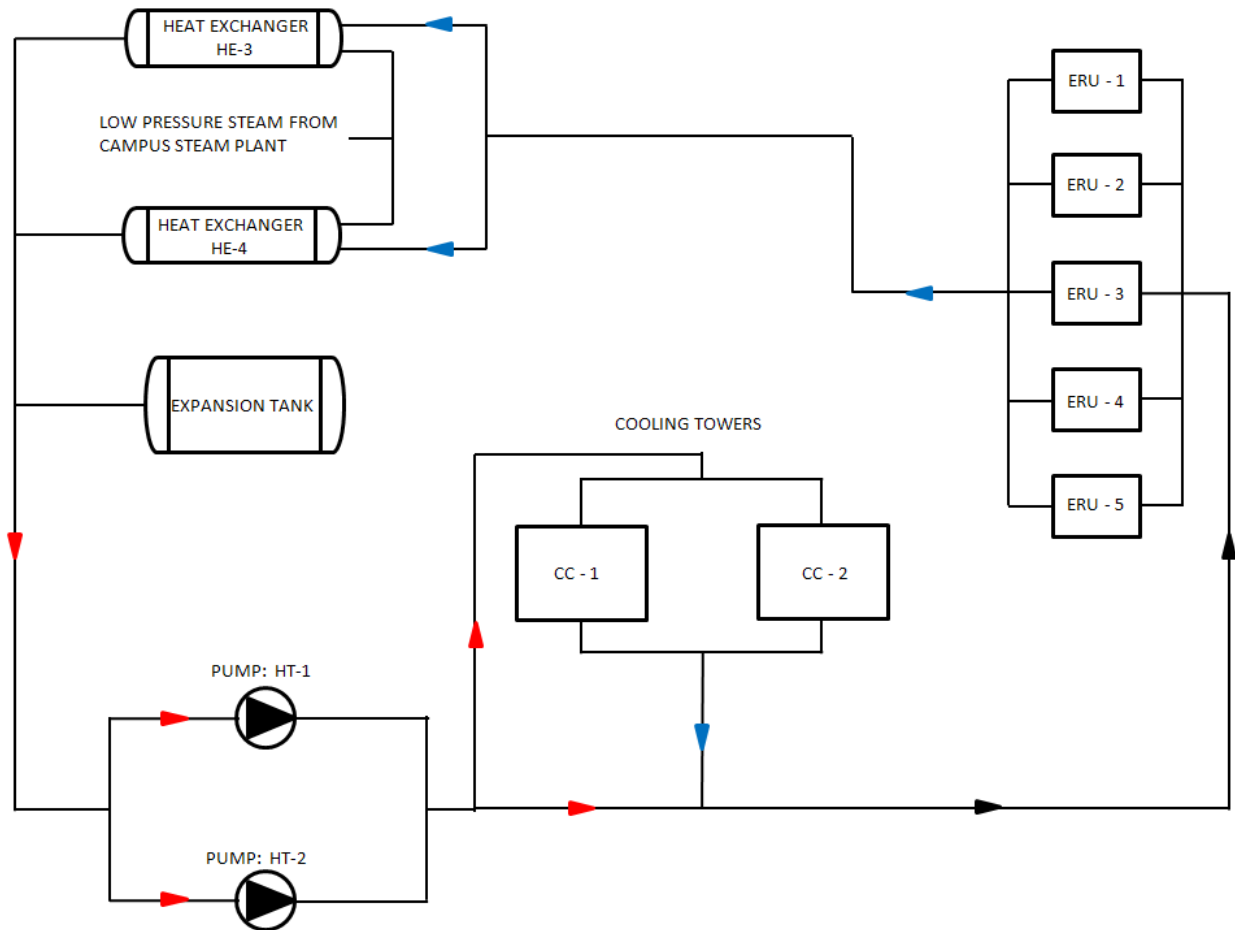 HEAT EXCHANGER
HE-3
LOW PRESSURE STEAM FROM
CAMPUS STEAM PLANT
HEAT EXCHANGER
HE-4
EXPANSION TANK
ERU - 1
ERU - 2
ERU - 3
ERU - 4
ERU - 5
COOLING TOWERS
CC - 1
CC - 2
PUMP: HT-1
PUMP: HT-2